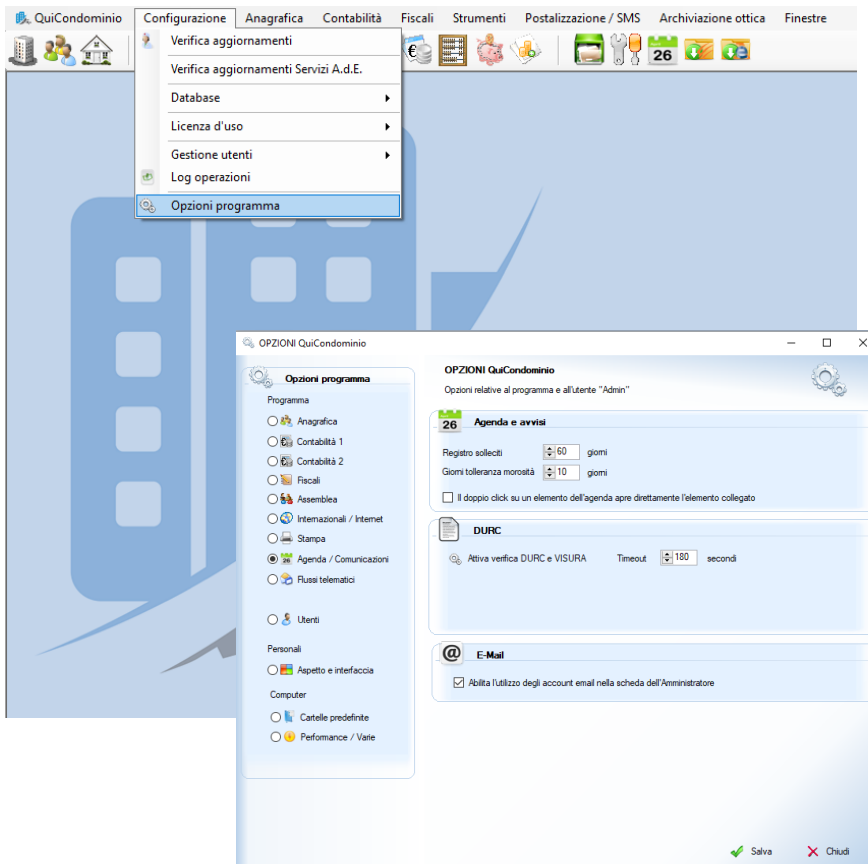 QuiCondominio Configurazione Anagrafica Contabilità Fiscali Strumenti Postalizzazione / SMS Archiviazione ottica Finestre
26
Verifica aggiornamenti
Verifica aggiornamenti Servizi A.d.E.
Database
Licenza d'uso
Gestione utenti
Log operazioni
Opzioni programma
OPZIONI QuiCondominio
Opzioni programma
Programma
Anagrafica
Contabilità 1
Contabilità 2
Fiscali
Assemblea
Internazionali / Internet
Stampa
26 Agenda / Comunicazioni
Flussi telematici
Utenti
Personali
Aspetto e interfaccia
Computer
Cartelle predefinite
Performance / Varie
OPZIONI QuiCondominio
Opzioni relative al programma e all'utente "Admin"
26 Agenda e avvisi
Registro solleciti 60 giorni
Giorni tolleranza morosità 10 giorni
Il doppio click su un elemento dell'agenda apre direttamente l'elemento collegato
DURC
Attiva verifica DURC e VISURA Timeout 180 secondi
@ E-Mail
Abilita l'utilizzo degli account email nella scheda dell'Amministratore
Salva Chiudi